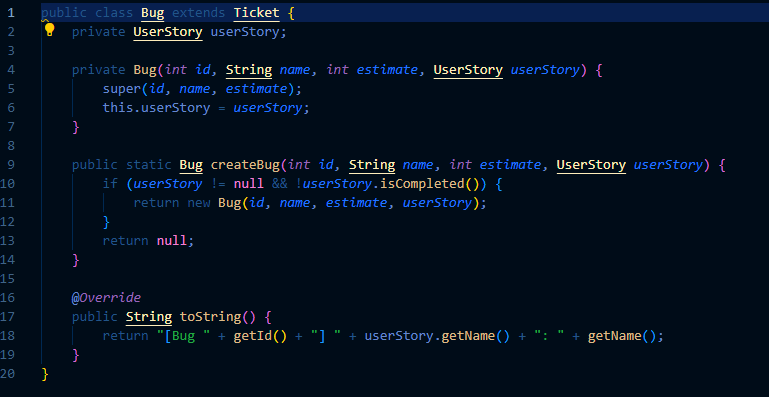 1 public class Bug extends Ticket {
2     private UserStory userStory;
3
4     private Bug(int id, String name, int estimate, UserStory userStory) {
5         super(id, name, estimate);
6         this.userStory = userStory;
7     }
8
9     public static Bug createBug(int id, String name, int estimate, UserStory userStory) {
10         if (userStory != null && !userStory.isCompleted()) {
11             return new Bug(id, name, estimate, userStory);
12         }
13         return null;
14     }
15
16     @Override
17     public String toString() {
18         return "[Bug " + getId() + "] " + userStory.getName() + ": " + getName();
19     }
20 }